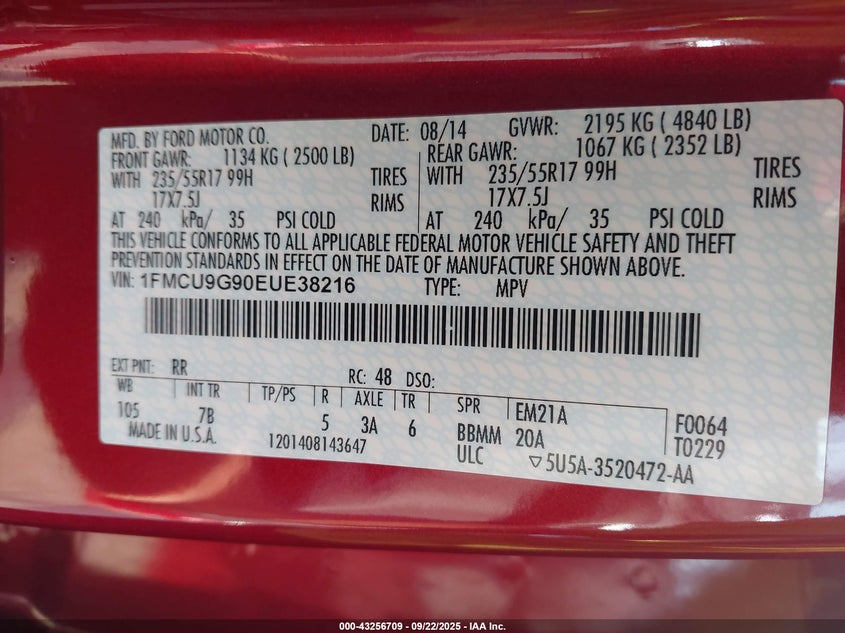 MFD. BY FORD MOTOR CO. DATE: 08/14 GVWR: 2195 KG ( 4840 LB)
FRONT GAWR: 1134 KG ( 2500 LB) REAR GAWR: 1067 KG ( 2352 LB)
WITH 235/55R17 99H TIRES WITH 235/55R17 99H TIRES
17X7.5J RIMS 17X7.5J RIMS
AT 240 kPa/ 35 PSI COLD AT 240 kPa/ 35 PSI COLD
THIS VEHICLE CONFORMS TO ALL APPLICABLE FEDERAL MOTOR VEHICLE SAFETY AND THEFT
PREVENTION STANDARDS IN EFFECT ON THE DATE OF MANUFACTURE SHOWN ABOVE.
VIN: 1FMCU9G90EUE38216 TYPE: MPV
EXT PNT: RR RC: 48 DSO:
WB INT TR TP/PS R AXLE TR SPR EM21A F0064
105 7B 5 3A 6 BBMM 20A T0229
MADE IN U.S.A. 1201408143647 ULC ▽5U5A-3520472-AA
000-43256709 - 09/22/2025 - IAA Inc.